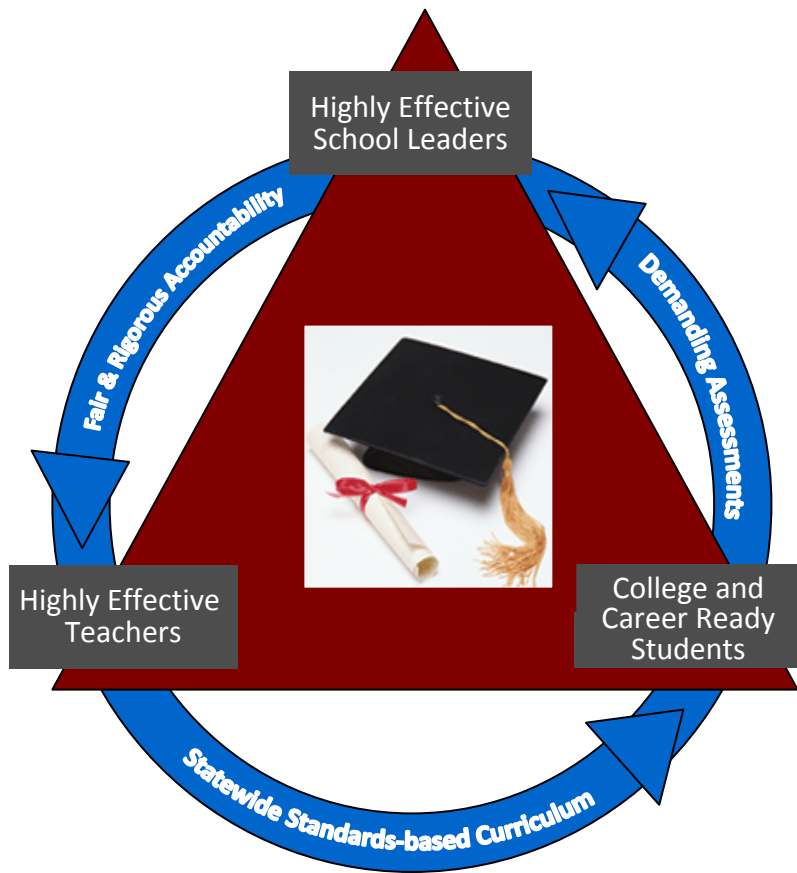 Highly Effective
School Leaders
Fair & Rigorous Accountability
Demanding Assessments
Highly Effective
Teachers
College and
Career Ready
Students
Statewide Standards-based Curriculum